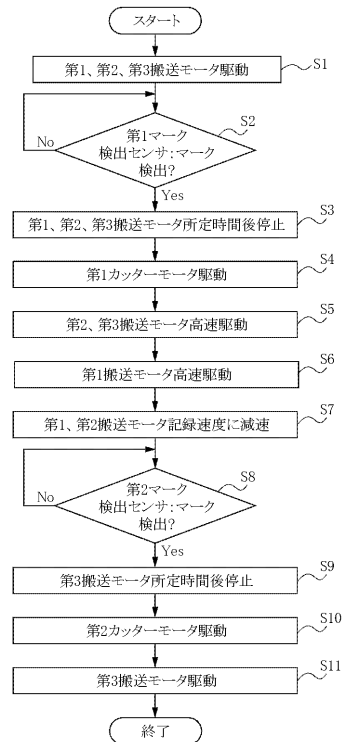 スタート
第1、第2、第3搬送モータ駆動
S1
第1マーク
検出センサ:マーク
検出?
S2
No
Yes
第1、第2、第3搬送モータ所定時間後停止
S3
第1カッターモータ駆動
S4
第2、第3搬送モータ高速駆動
S5
第1搬送モータ高速駆動
S6
第1、第2搬送モータ記録速度に減速
S7
第2マーク
検出センサ:マーク
検出?
S8
No
Yes
第3搬送モータ所定時間後停止
S9
第2カッターモータ駆動
S10
第3搬送モータ駆動
S11
終了